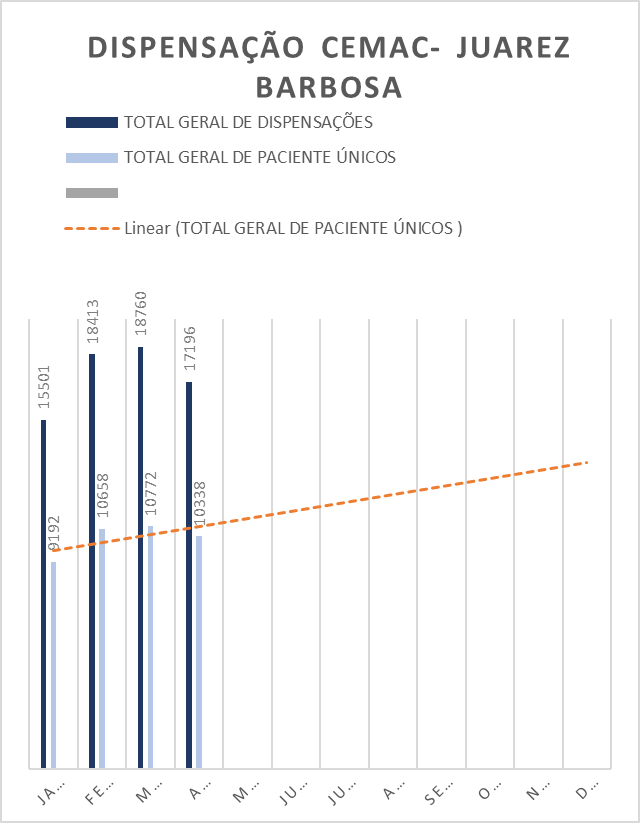 DISPENSAÇÃO CEMAC- JUAREZ
BARBOSA
TOTAL GERAL DE DISPENSAÇÕES
TOTAL GERAL DE PACIENTE ÚNICOS
Linear (TOTAL GERAL DE PACIENTE ÚNICOS )
15501
18413
18760
17196
9192
10658
10772
10338
JA...
FE...
M...
A...
M...
JU...
JU...
A...
SE...
O...
N...
D...